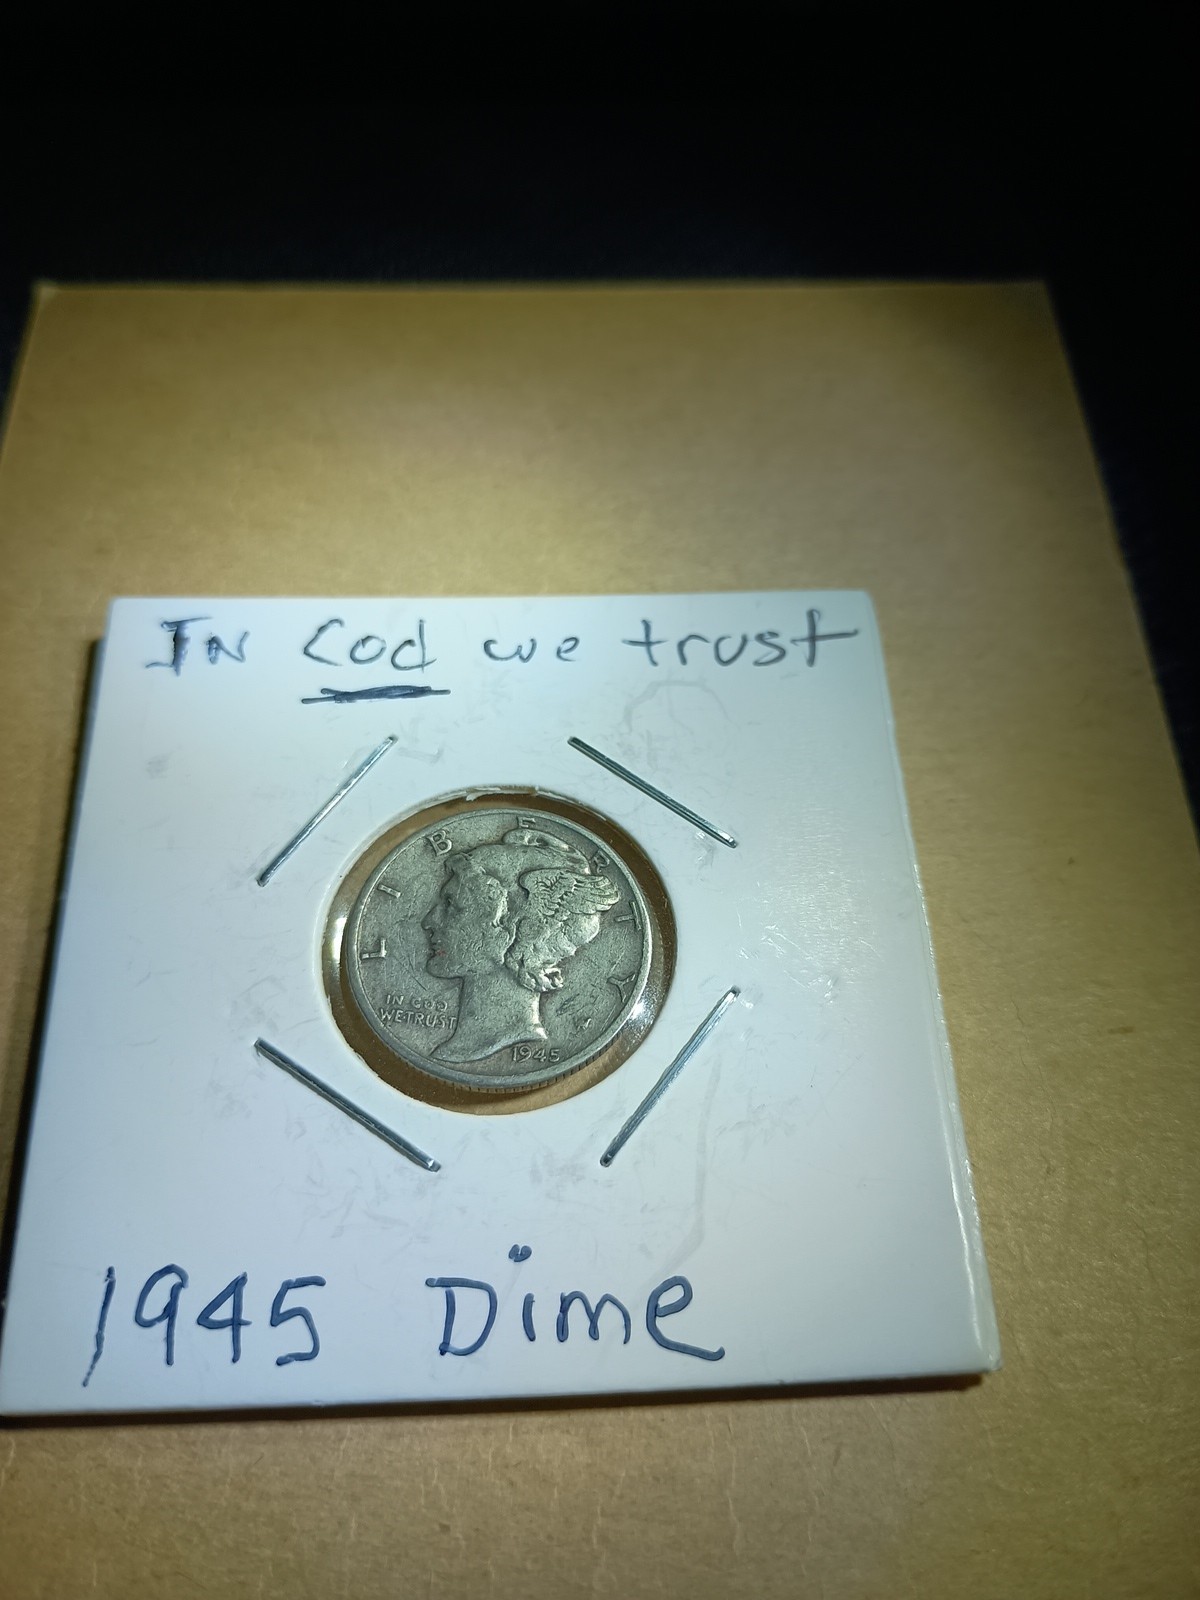 IN Cod we trust
LIBERTY
IN GOD
WE TRUST
1945
1945 Dime